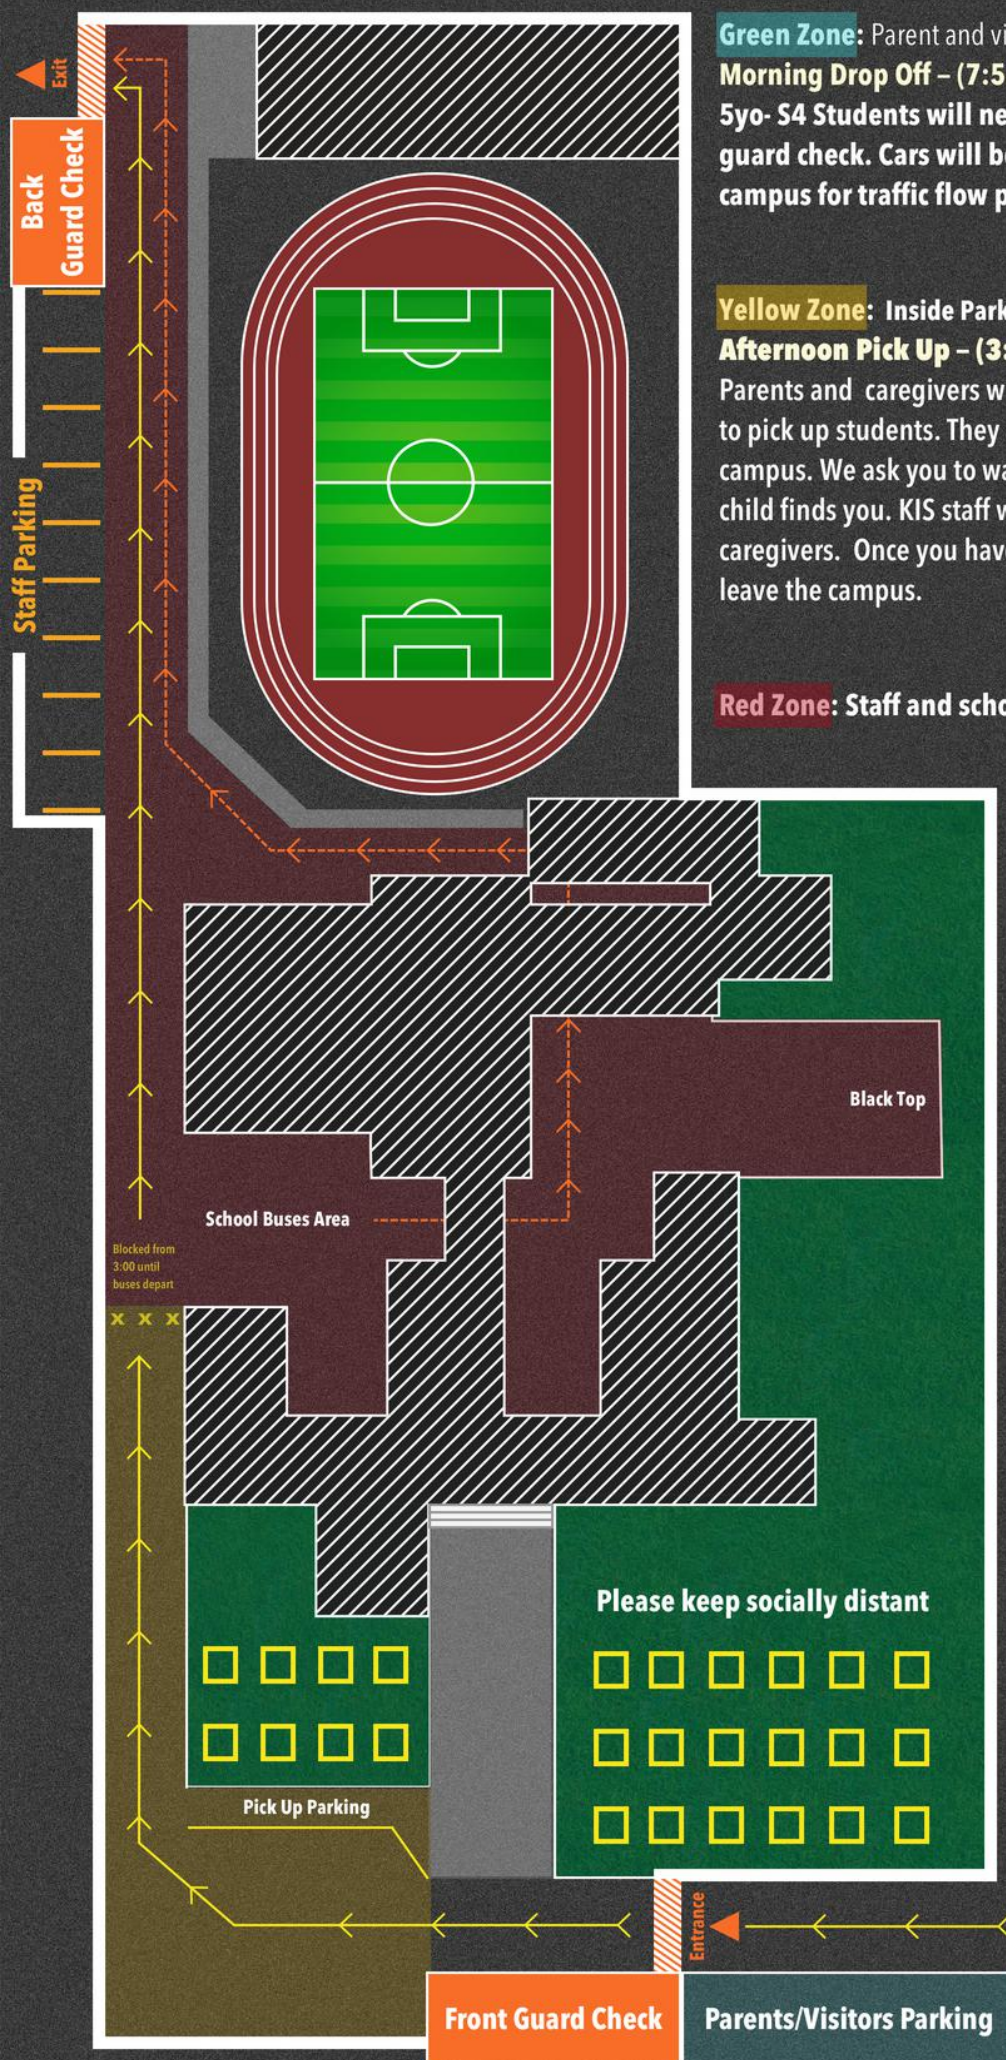 Green Zone: Parent and vi
Morning Drop Off – (7:5
5yo- S4 Students will ne
guard check. Cars will b
campus for traffic flow p
Yellow Zone: Inside Park
Afternoon Pick Up – (3:
Parents and caregivers w
to pick up students. They
campus. We ask you to wa
child finds you. KIS staff w
caregivers. Once you hav
leave the campus.
Red Zone: Staff and scho
Exit
Back
Guard Check
Staff Parking
Black Top
School Buses Area
Blocked from
3:00 until
buses depart
x x x
Please keep socially distant
Pick Up Parking
Entrance
Front Guard Check
Parents/Visitors Parking